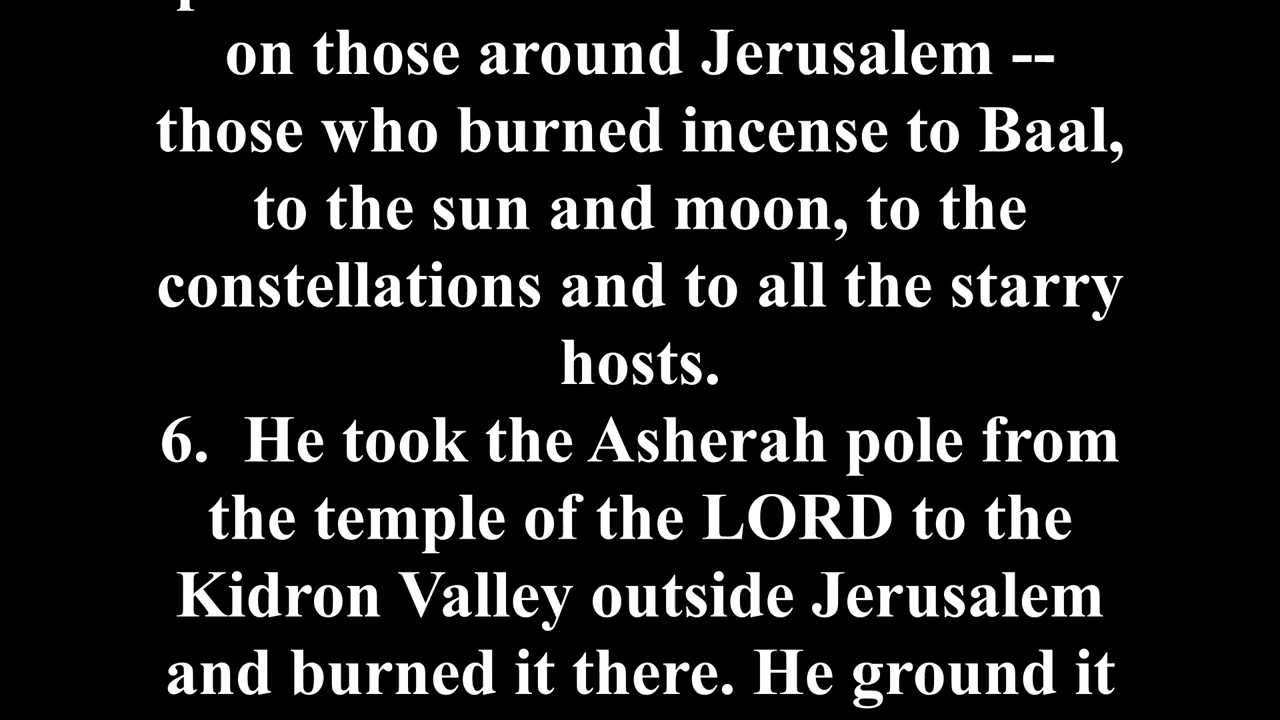 on those around Jerusalem --
those who burned incense to Baal,
to the sun and moon, to the
constellations and to all the starry
hosts.
6.  He took the Asherah pole from
the temple of the LORD to the
Kidron Valley outside Jerusalem
and burned it there. He ground it